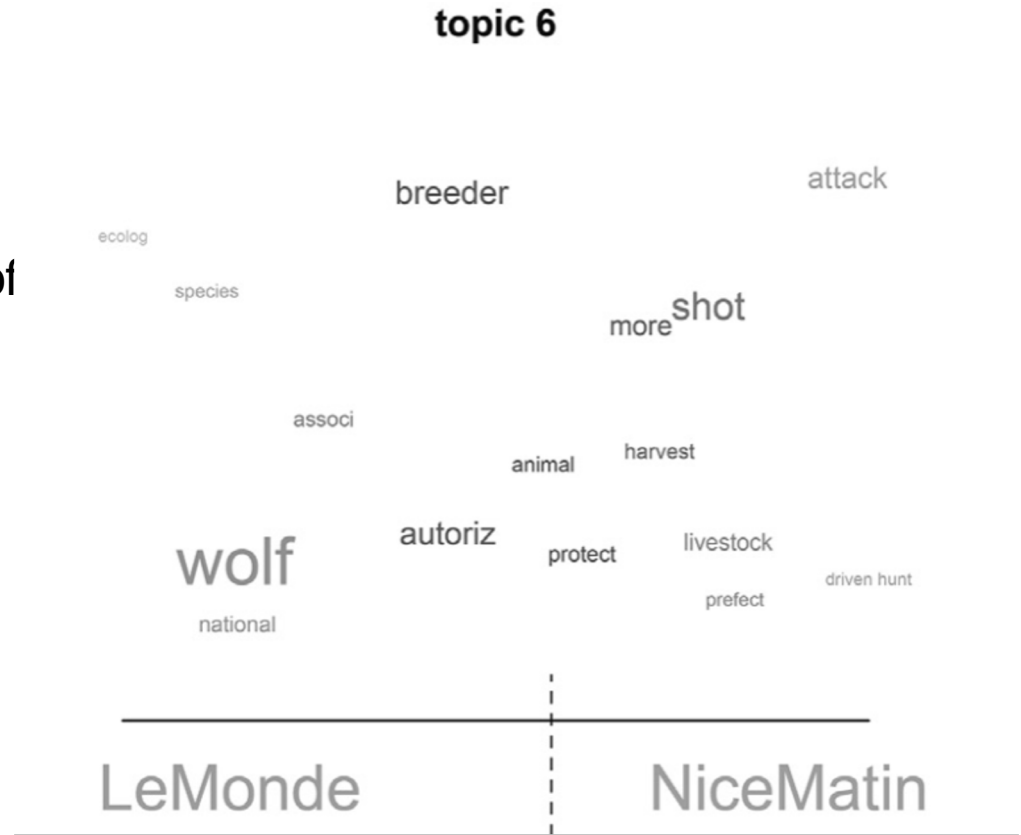 topic 6
attack
breeder
ecolog
of
species
shot
more
associ
harvest
animal
autoriz
livestock
protect
wolf
driven hunt
prefect
national
LeMonde NiceMatin